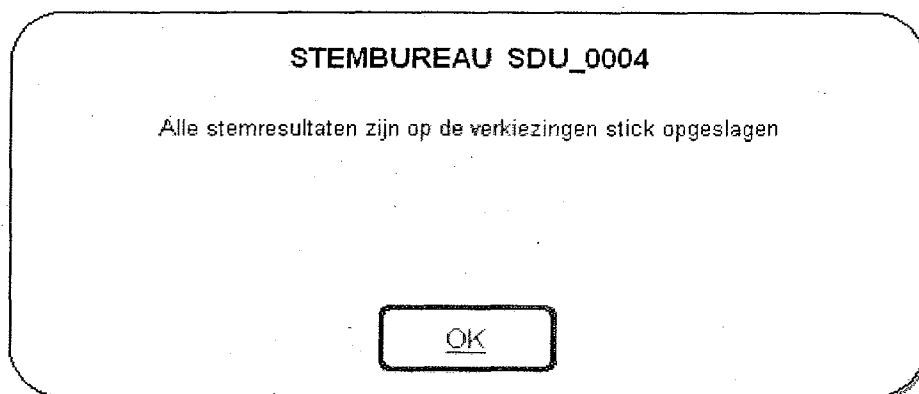 STEMBUREAU SDU_0004
Alle stemresultaten zijn op de verkiezingen stick opgeslagen
OK